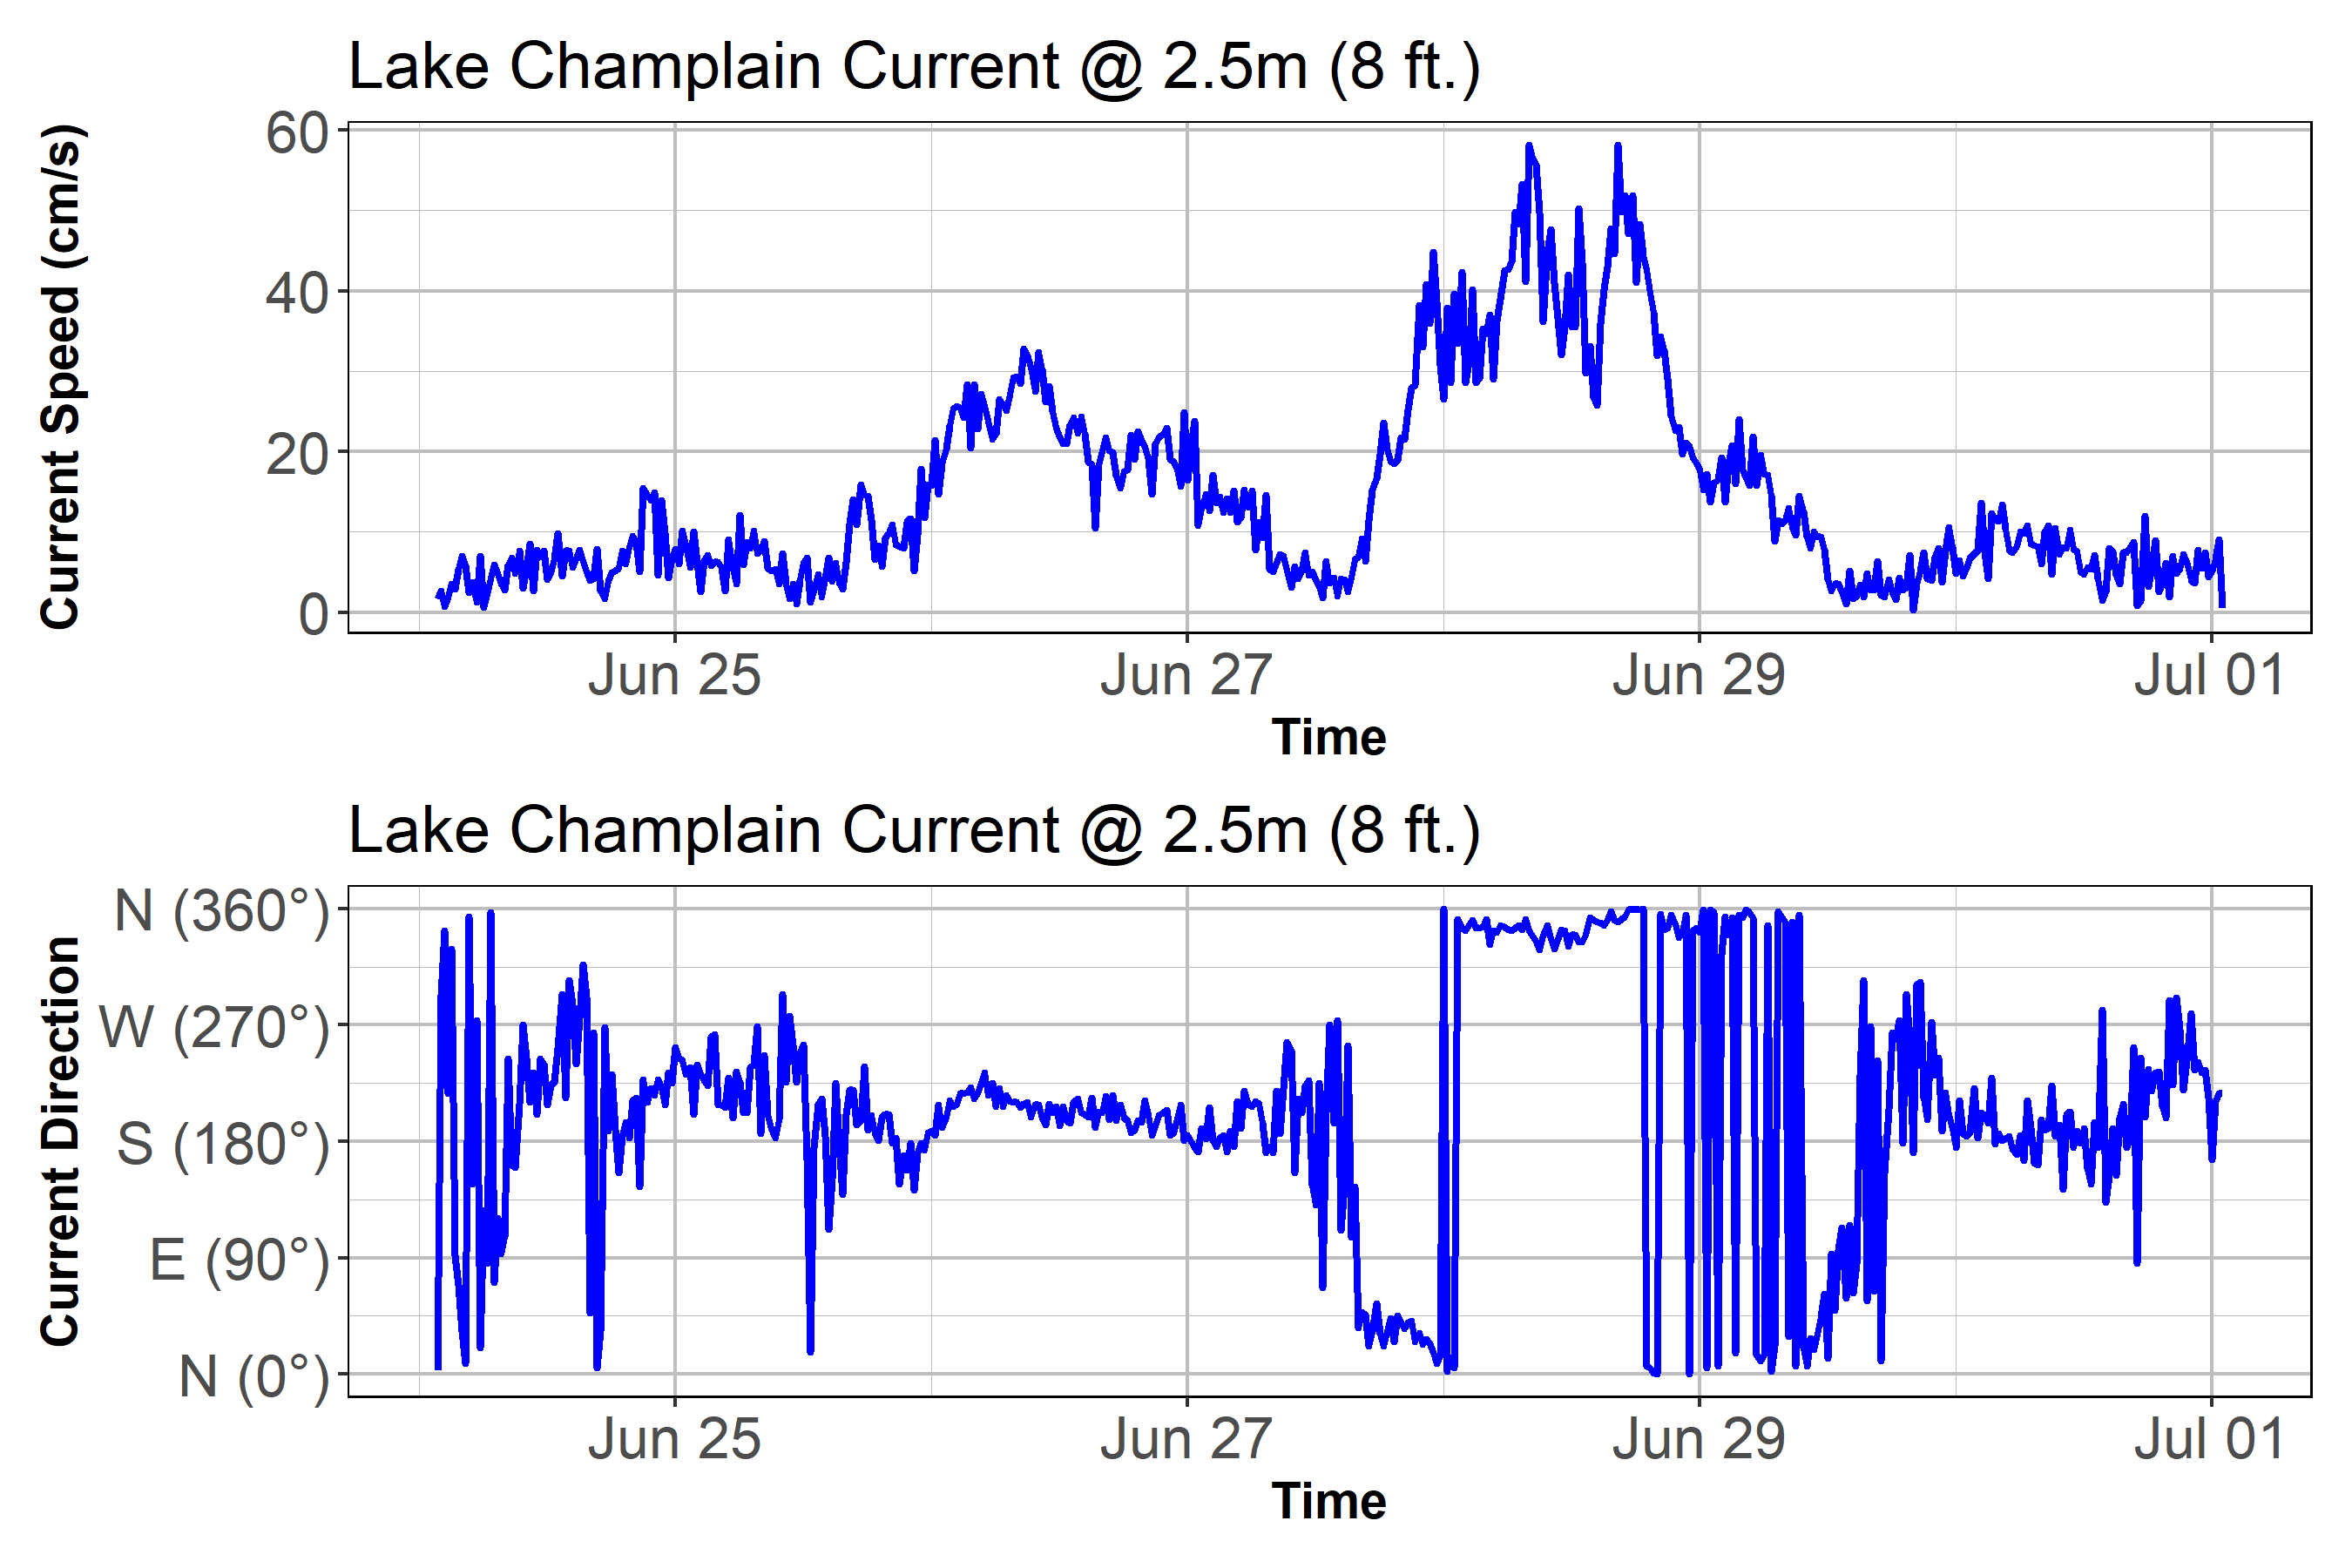 Lake Champlain Current @ 2.5m (8 ft.)
Current Speed (cm/s)
60
40
20
0
Jun 25 Jun 27 Jun 29 Jul 01
Time
Lake Champlain Current @ 2.5m (8 ft.)
Current Direction
N (360°)
W (270°)
S (180°)
E (90°)
N (0°)
Jun 25 Jun 27 Jun 29 Jul 01
Time